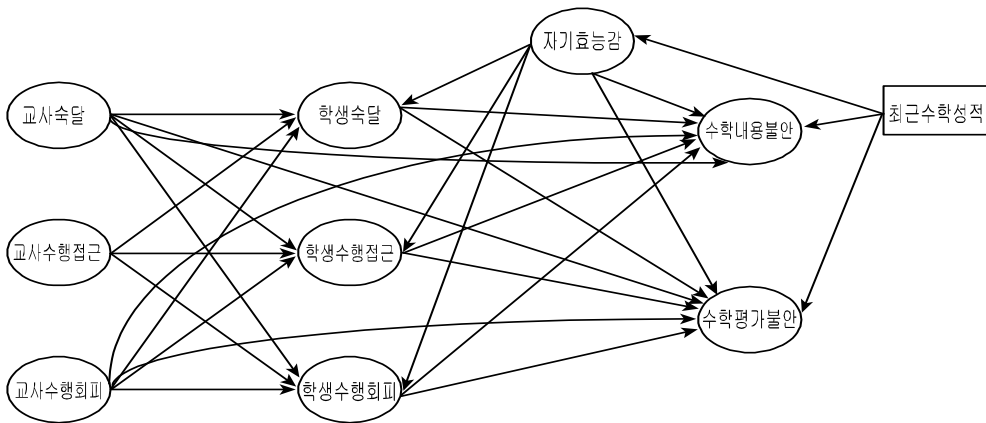 자기효능감
교사숙달
학생숙달
수학내용불안
최근수학성적
교사수행접근
학생수행접근
수학평가불안
교사수행회피
학생수행회피